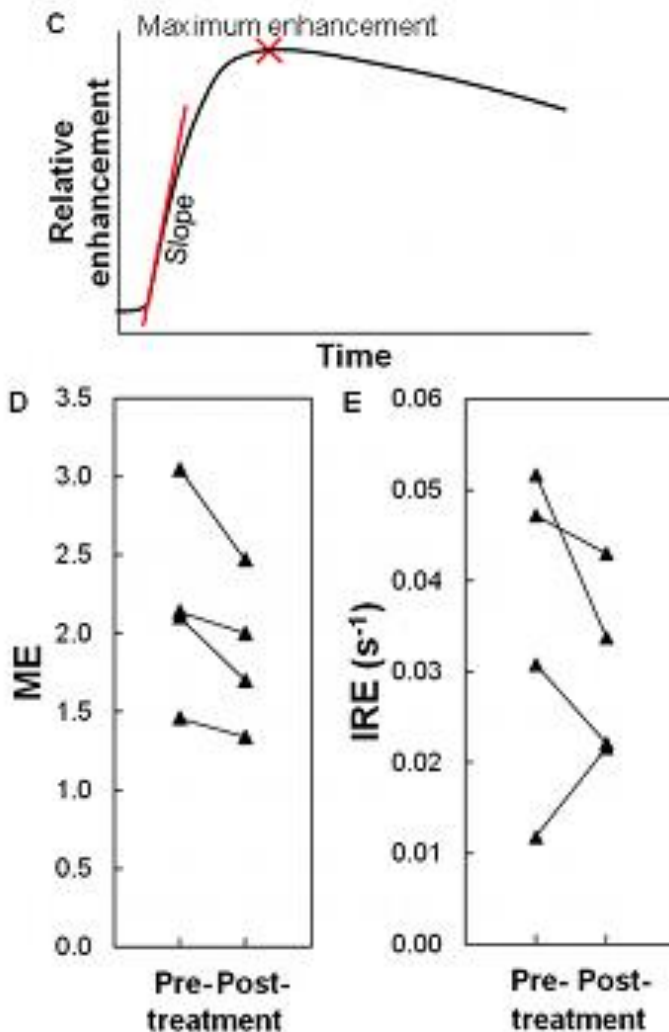 C
Maximum enhancement
Relative
enhancement
Slope
Time
D
3.5
3.0
2.5
2.0
1.5
1.0
0.5
0.0
ME
Pre-Post-
treatment
E
0.06
0.05
0.04
0.03
0.02
0.01
0.00
IRE (s-1)
Pre- Post-
treatment